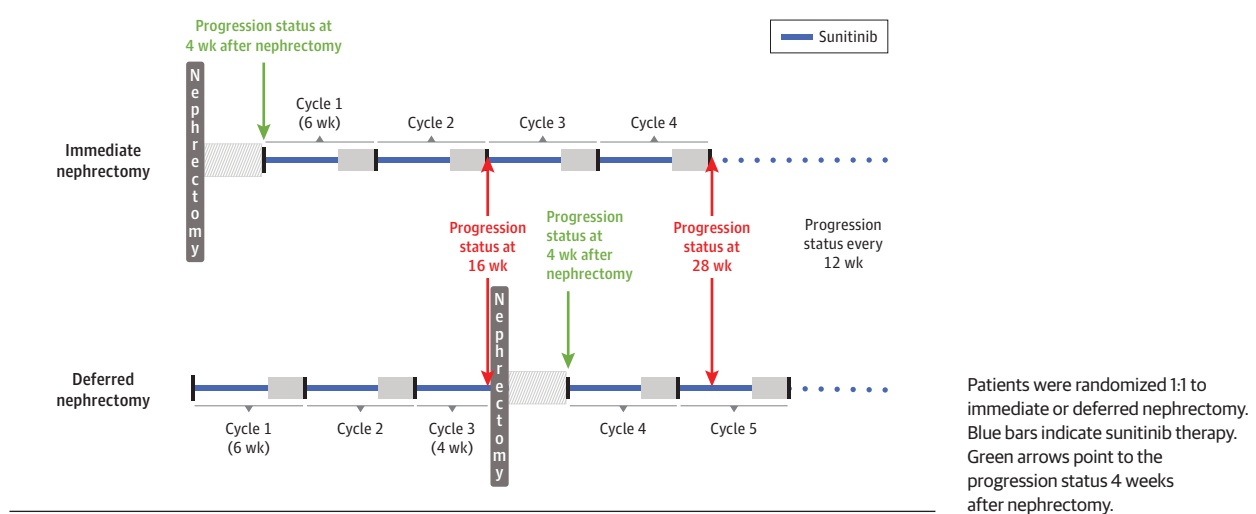 Progression status at
4 wk after nephrectomy
Sunitinib
Nephrectomy
Cycle 1
(6 wk)
Cycle 2
Cycle 3
Cycle 4
Immediate
nephrectomy
Progression
status at
16 wk
Progression
status at
4 wk after
nephrectomy
Progression
status at
28 wk
Progression
status every
12 wk
Nephrectomy
Deferred
nephrectomy
Cycle 1
(6 wk)
Cycle 2
Cycle 3
(4 wk)
Cycle 4
Cycle 5
Patients were randomized 1:1 to
immediate or deferred nephrectomy.
Blue bars indicate sunitinib therapy.
Green arrows point to the
progression status 4 weeks
after nephrectomy.